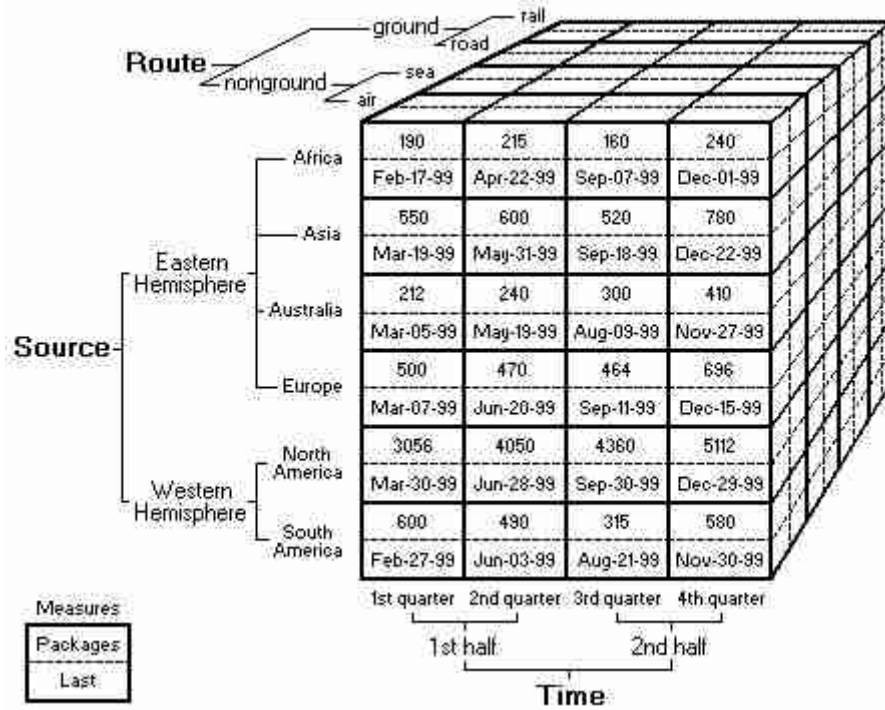 rail
ground
road
Route
sea
nonground
air
190 215 160 240
Africa
Feb-17-99 Apr-22-99 Sep-07-99 Dec-01-99
550 600 520 780
Asia
Mar-19-99 May-31-99 Sep-18-99 Dec-22-99
Eastern
Hemisphere
212 240 300 410
Australia
Mar-05-99 May-19-99 Aug-09-99 Nov-27-99
Source
500 470 464 696
Europe
Mar-07-99 Jun-20-99 Sep-11-99 Dec-15-99
3056 4050 4360 5112
North
America
Mar-30-99 Jun-28-99 Sep-30-99 Dec-29-99
Western
Hemisphere
600 490 315 580
South
America
Feb-27-99 Jun-03-99 Aug-21-99 Nov-30-99
Measures
Packages
Last
1st quarter 2nd quarter 3rd quarter 4th quarter
1st half 2nd half
Time